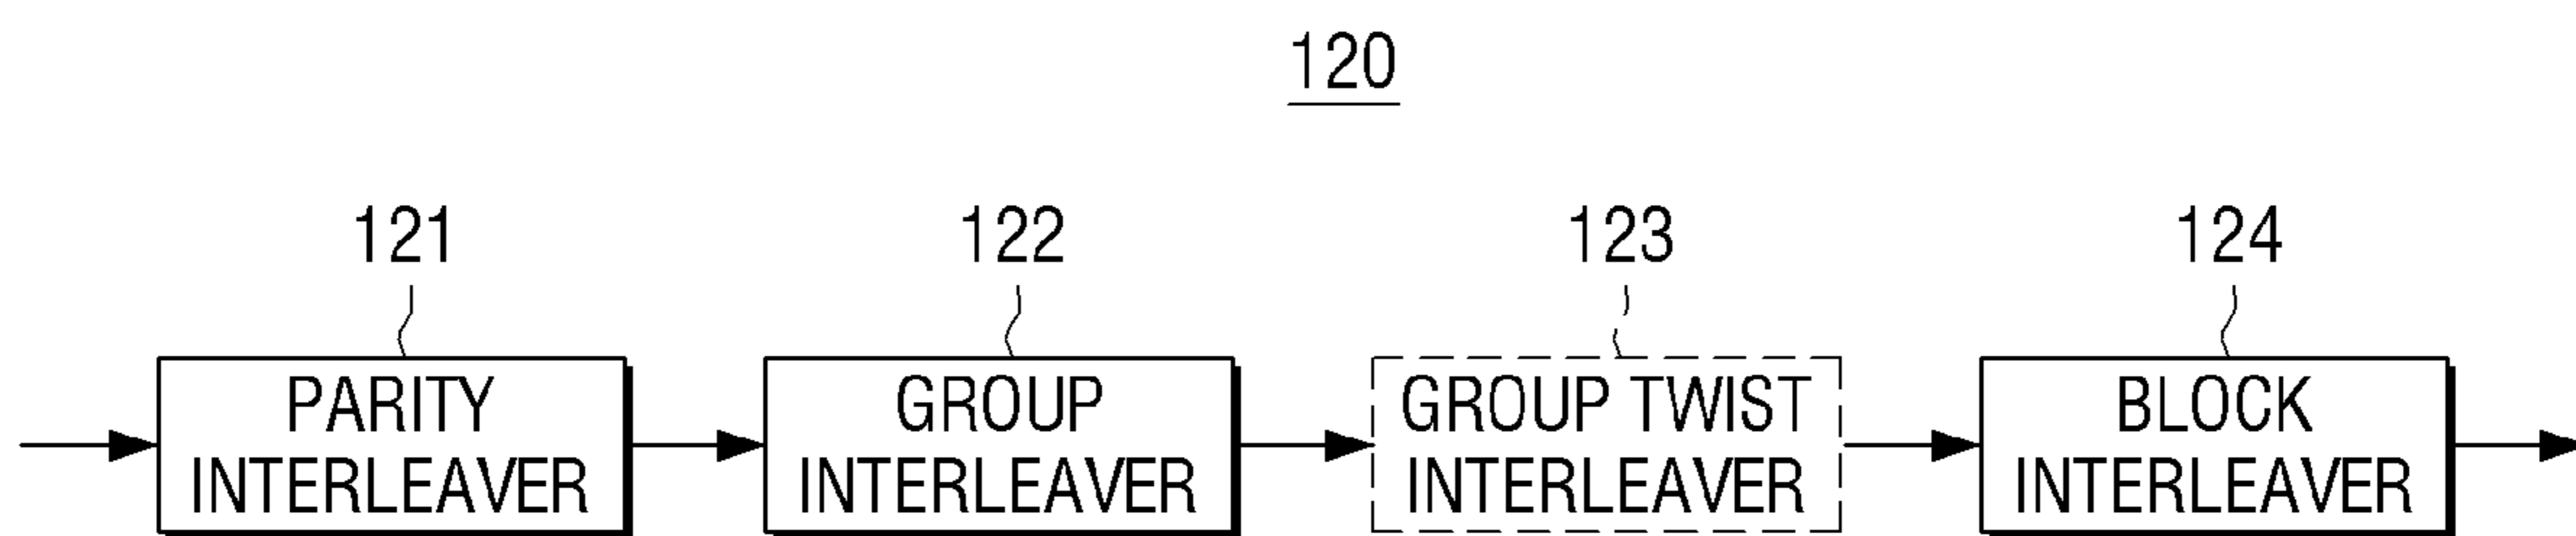 120
121
122
123
124
PARITY
INTERLEAVER
GROUP
INTERLEAVER
GROUP TWIST
INTERLEAVER
BLOCK
INTERLEAVER